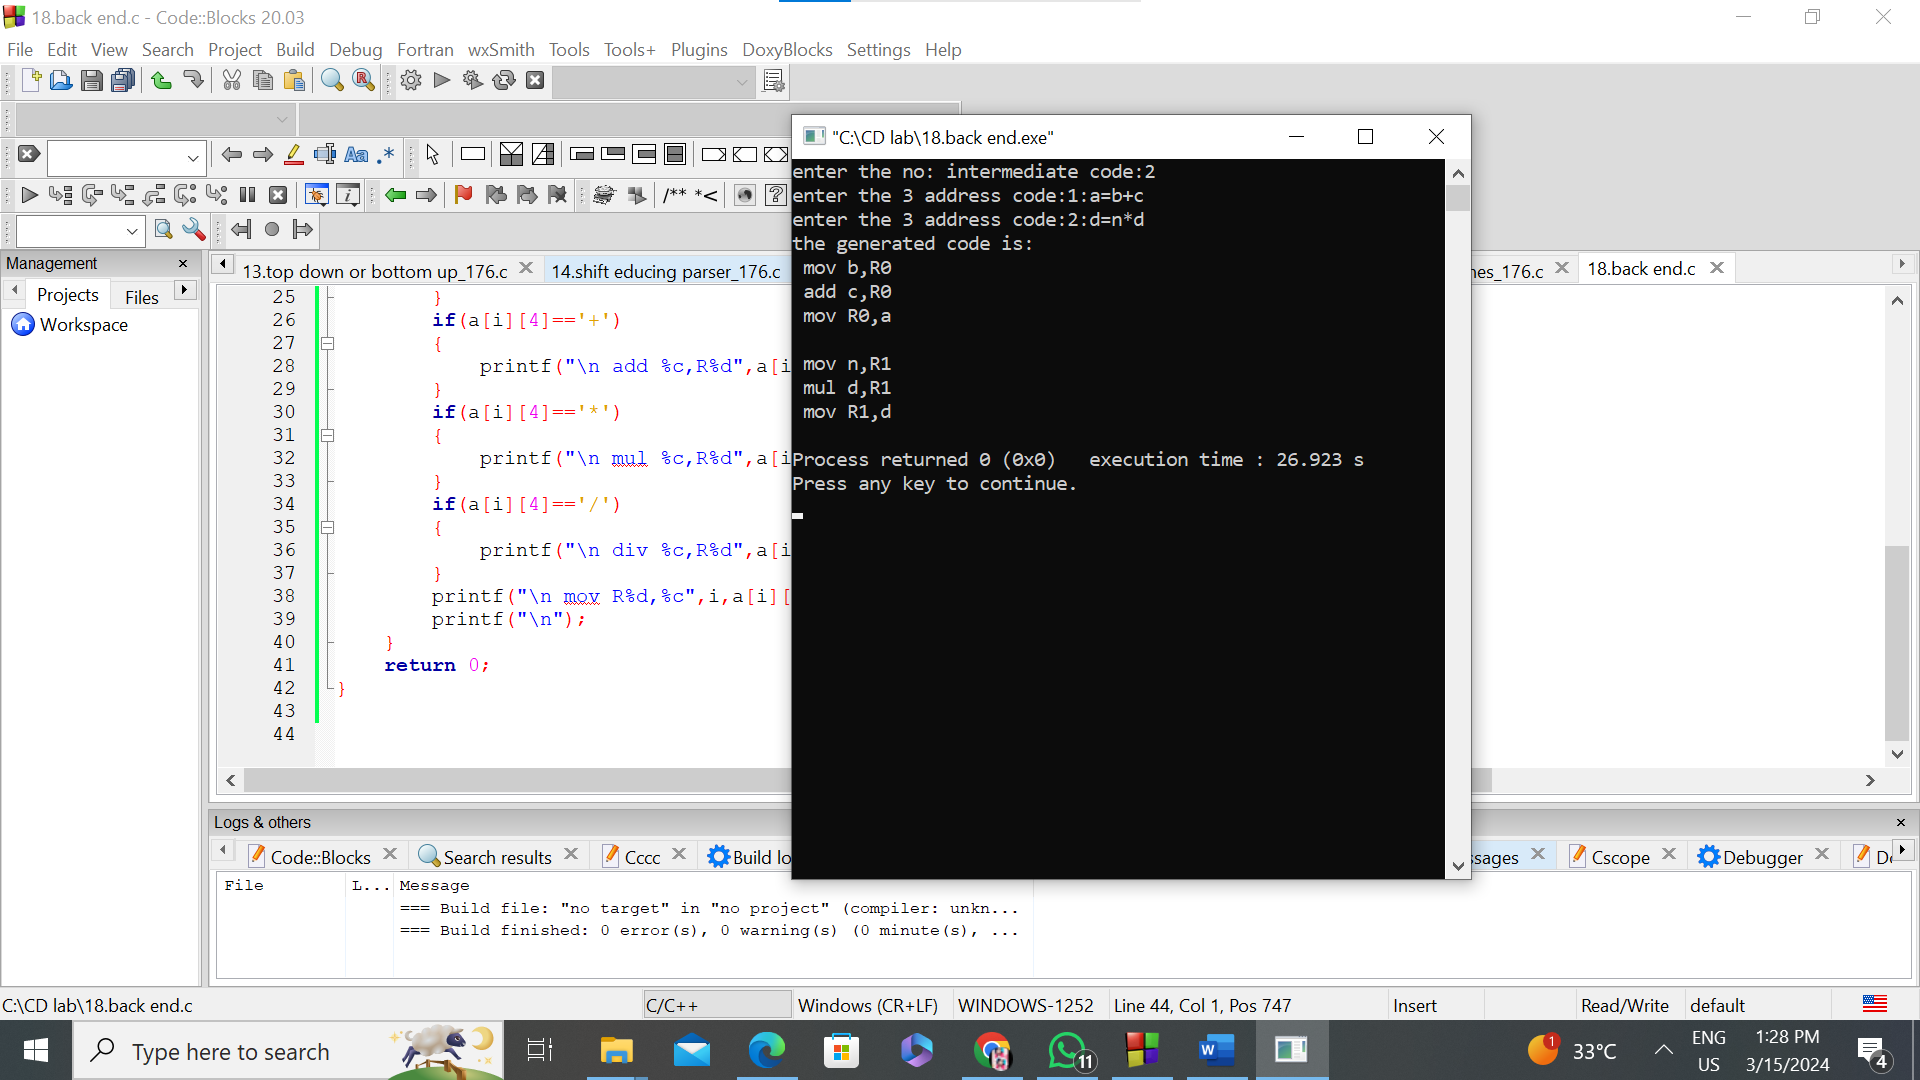 18.back end.c - Code::Blocks 20.03
File Edit View Search Project Build Debug Fortran wxSmith Tools Tools+ Plugins DoxyBlocks Settings Help
/** *<
Management
Projects Files
Workspace
13.top down or bottom up_176.c 14.shift educing parser_176.c nes_176.c 18.back end.c
25 }
26 if(a[i][4]=='+')
27 {
28 printf("\n add %c,R%d",a[i
29 }
30 if(a[i][4]=='*')
31 {
32 printf("\n mul %c,R%d",a[i
33 }
34 if(a[i][4]=='/')
35 {
36 printf("\n div %c,R%d",a[i
37 }
38 printf("\n mov R%d,%c",i,a[i][
39 printf("\n");
40 }
41 return 0;
42 }
43
44
"C:\CD lab\18.back end.exe"
enter the no: intermediate code:2
enter the 3 address code:1:a=b+c
enter the 3 address code:2:d=n*d
the generated code is:
mov b,R0
add c,R0
mov R0,a
mov n,R1
mul d,R1
mov R1,d
Process returned 0 (0x0) execution time : 26.923 s
Press any key to continue.
Logs & others
Code::Blocks Search results Cccc Build lo ssages Cscope Debugger Do
File L... Message
=== Build file: "no target" in "no project" (compiler: unkn...
=== Build finished: 0 error(s), 0 warning(s) (0 minute(s), ...
C:\CD lab\18.back end.c C/C++ Windows (CR+LF) WINDOWS-1252 Line 44, Col 1, Pos 747 Insert Read/Write default
Type here to search 11 1 33°C ENG US 1:28 PM 3/15/2024 4